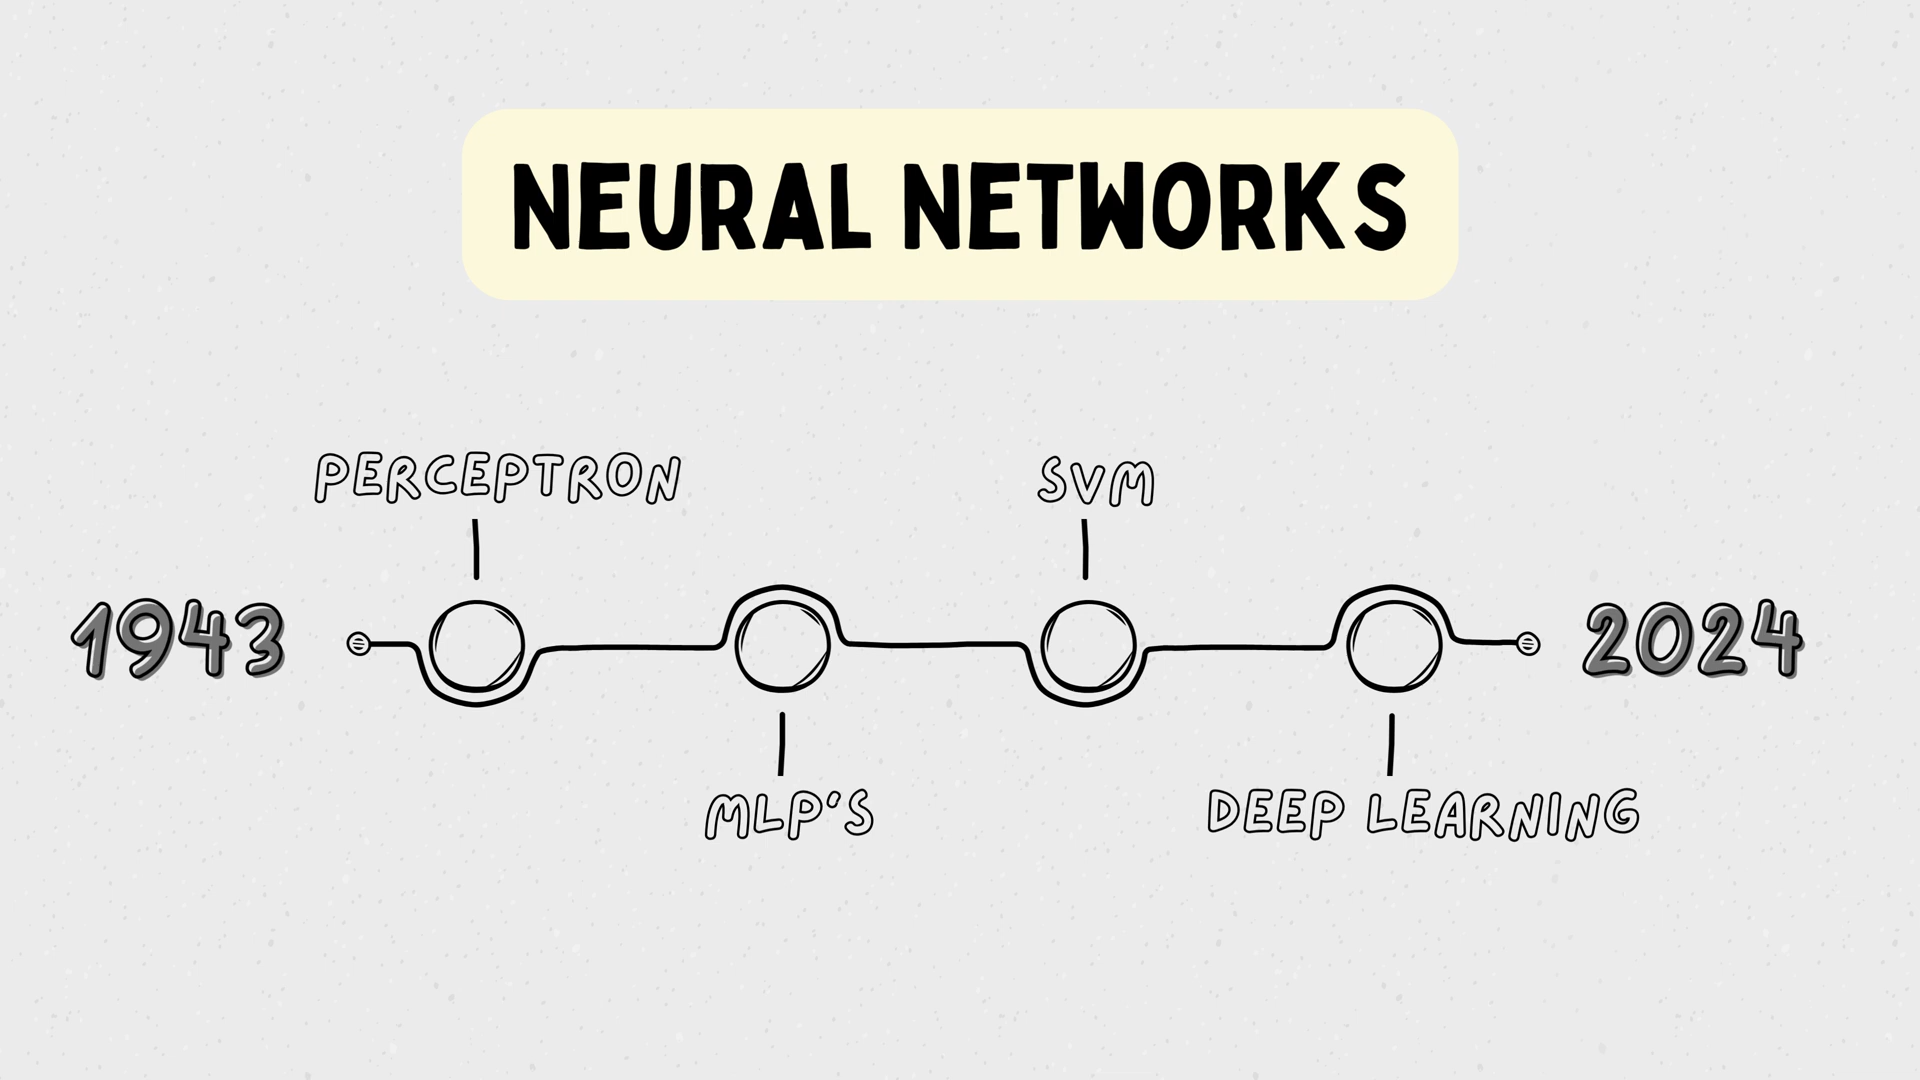 NEURAL NETWORKS
PERCEPTRON
SVM
1943
2024
MLP'S
DEEP LEARNING